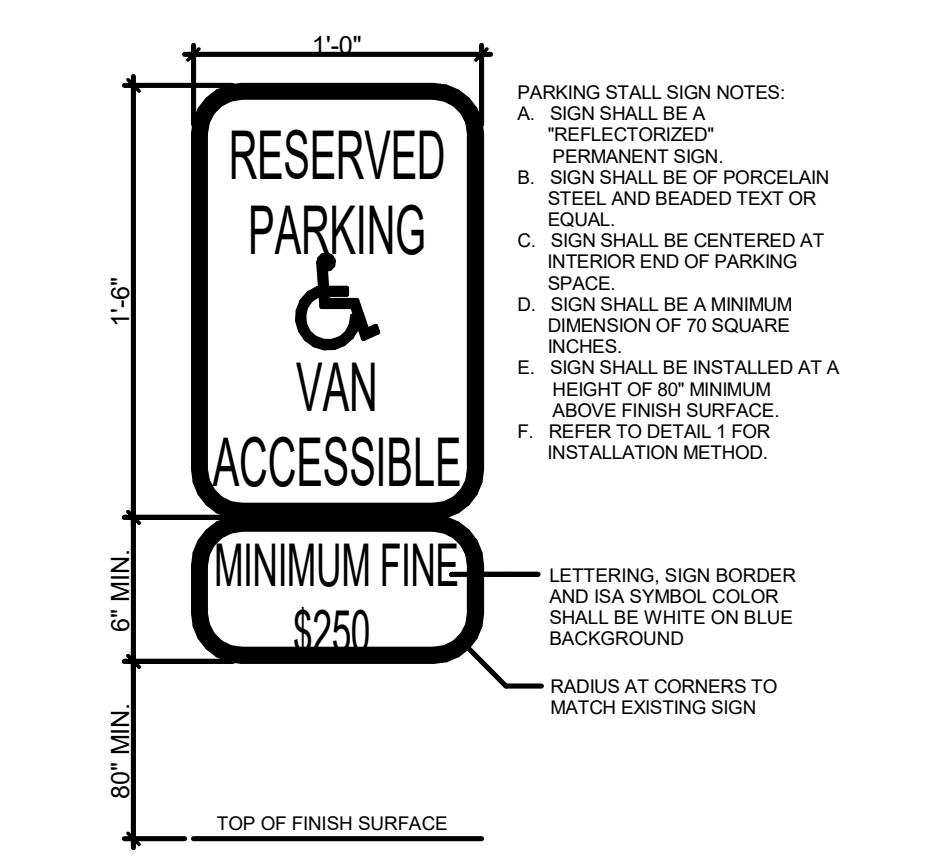 1'-0"
RESERVED
PARKING
VAN
ACCESSIBLE
1'-6"
MINIMUM FINE
$250
6" MIN.
80" MIN.
TOP OF FINISH SURFACE
PARKING STALL SIGN NOTES:
A. SIGN SHALL BE A
"REFLECTORIZED"
PERMANENT SIGN.
B. SIGN SHALL BE OF PORCELAIN
STEEL AND BEADED TEXT OR
EQUAL.
C. SIGN SHALL BE CENTERED AT
INTERIOR END OF PARKING
SPACE.
D. SIGN SHALL BE A MINIMUM
DIMENSION OF 70 SQUARE
INCHES.
E. SIGN SHALL BE INSTALLED AT A
HEIGHT OF 80" MINIMUM
ABOVE FINISH SURFACE.
F. REFER TO DETAIL 1 FOR
INSTALLATION METHOD.
LETTERING, SIGN BORDER
AND ISA SYMBOL COLOR
SHALL BE WHITE ON BLUE
BACKGROUND
RADIUS AT CORNERS TO
MATCH EXISTING SIGN